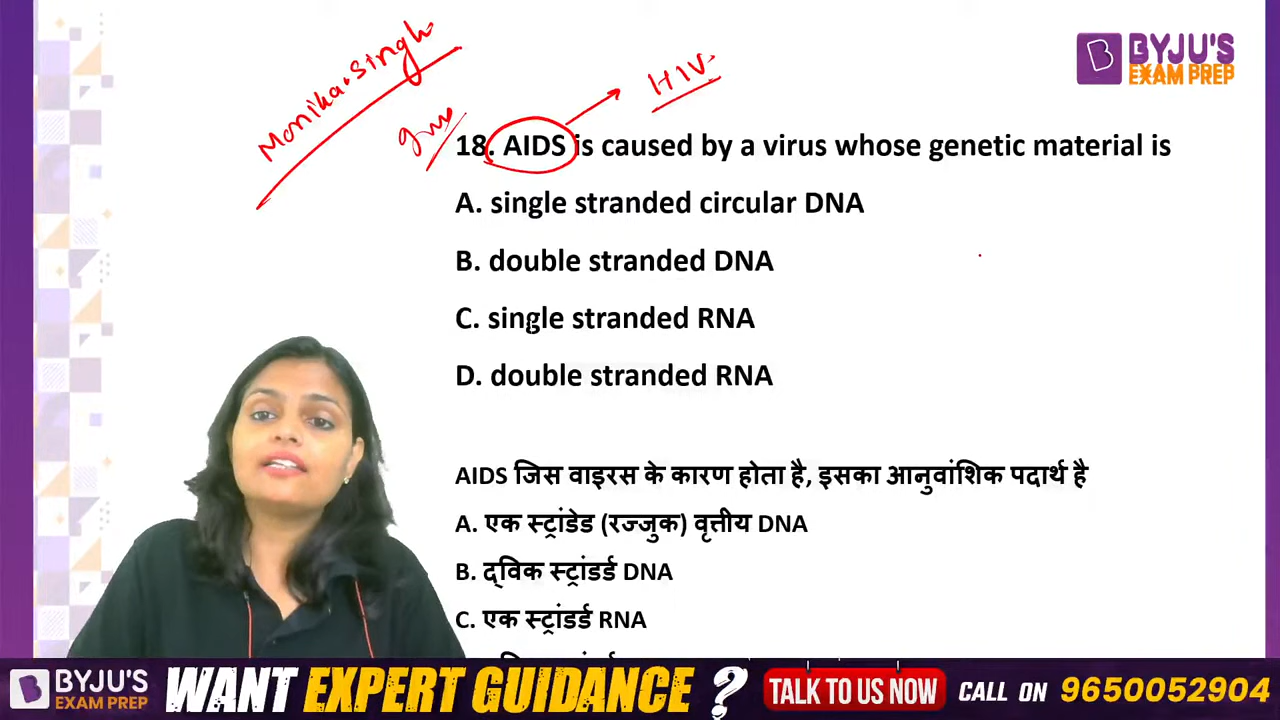 BYJU'S
EXAM PREP
Monika Singh
HIV
Imp
18. AIDS is caused by a virus whose genetic material is
A. single stranded circular DNA
B. double stranded DNA
C. single stranded RNA
D. double stranded RNA
AIDS जिस वाइरस के कारण होता है, इसका आनुवांशिक पदार्थ है
A. एक स्ट्रांडेड (रज्जुक) वृत्तीय DNA
B. द्विक स्ट्रांडर्ड DNA
C. एक स्ट्रांडर्ड RNA
BYJU'S
EXAM PREP
WANT EXPERT GUIDANCE ?
TALK TO US NOW
CALL ON 9650052904